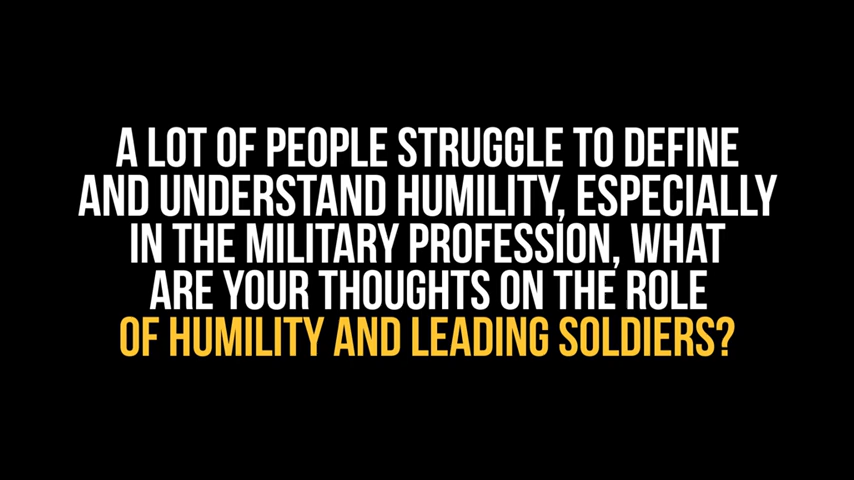 A LOT OF PEOPLE STRUGGLE TO DEFINE
AND UNDERSTAND HUMILITY, ESPECIALLY
IN THE MILITARY PROFESSION, WHAT
ARE YOUR THOUGHTS ON THE ROLE
OF HUMILITY AND LEADING SOLDIERS?